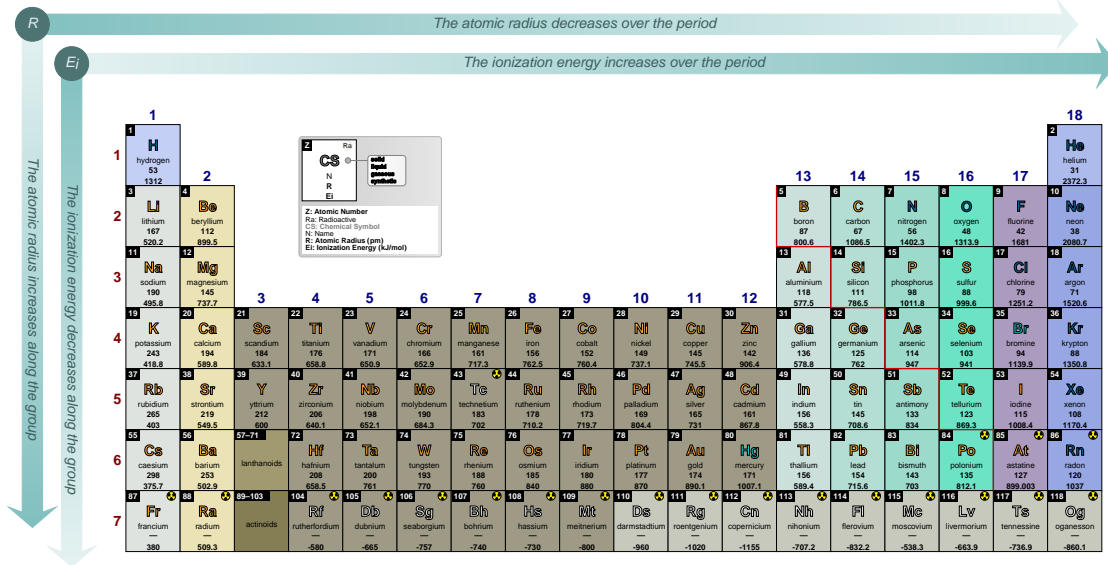 R
The atomic radius decreases over the period
Ei
The ionization energy increases over the period
The atomic radius increases along the group
The ionization energy decreases along the group
1 18
1 2
1 H He
hydrogen helium
53 31
1312 2372.3
Z Ra
CS
N
R
Ei
solid
liquid
gaseous
synthetic
Z: Atomic Number
Ra: Radioactive
CS: Chemical Symbol
N: Name
R: Atomic Radius (pm)
Ei: Ionization Energy (kJ/mol)
2 13 14 15 16 17
3 4 5 6 7 8 9 10
2 Li Be B C N O F Ne
lithium beryllium boron carbon nitrogen oxygen fluorine neon
167 112 87 67 56 48 42 38
520.2 899.5 800.6 1086.5 1402.3 1313.9 1681 2080.7
11 12 13 14 15 16 17 18
3 Na Mg Al Si P S Cl Ar
sodium magnesium aluminium silicon phosphorus sulfur chlorine argon
190 145 118 111 98 88 79 71
495.8 737.7 577.5 786.5 1011.8 999.6 1251.2 1520.6
3 4 5 6 7 8 9 10 11 12
19 20 21 22 23 24 25 26 27 28 29 30 31 32 33 34 35 36
4 K Ca Sc Ti V Cr Mn Fe Co Ni Cu Zn Ga Ge As Se Br Kr
potassium calcium scandium titanium vanadium chromium manganese iron cobalt nickel copper zinc gallium germanium arsenic selenium bromine krypton
243 194 184 176 171 166 161 156 152 149 145 142 136 125 114 103 94 88
418.8 589.8 633.1 658.8 650.9 652.9 717.3 762.5 760.4 737.1 745.5 906.4 578.8 762 947 941 1139.9 1350.8
37 38 39 40 41 42 43 44 45 46 47 48 49 50 51 52 53 54
5 Rb Sr Y Zr Nb Mo Tc Ru Rh Pd Ag Cd In Sn Sb Te I Xe
rubidium strontium yttrium zirconium niobium molybdenum technetium ruthenium rhodium palladium silver cadmium indium tin antimony tellurium iodine xenon
265 219 212 206 198 190 183 178 173 169 165 161 156 145 133 123 115 108
403 549.5 600 640.1 652.1 684.3 702 710.2 719.7 804.4 731 867.8 558.3 708.6 834 869.3 1008.4 1170.4
55 56 57–71 72 73 74 75 76 77 78 79 80 81 82 83 84 85 86
6 Cs Ba lanthanoids Hf Ta W Re Os Ir Pt Au Hg Tl Pb Bi Po At Rn
caesium barium hafnium tantalum tungsten rhenium osmium iridium platinum gold mercury thallium lead bismuth polonium astatine radon
298 253 208 200 193 188 185 180 177 174 171 156 154 143 135 127 120
375.7 502.9 658.5 761 770 760 840 880 870 890.1 1007.1 589.4 715.6 703 812.1 899.003 1037
87 88 89–103 104 105 106 107 108 109 110 111 112 113 114 115 116 117 118
7 Fr Ra actinoids Rf Db Sg Bh Hs Mt Ds Rg Cn Nh Fl Mc Lv Ts Og
francium radium rutherfordium dubnium seaborgium bohrium hassium meitnerium darmstadtium roentgenium copernicium nihonium flerovium moscovium livermorium tennessine oganesson
— — — — — — — — — — — — — — — — —
380 509.3 -580 -665 -757 -740 -730 -800 -960 -1020 -1155 -707.2 -832.2 -538.3 -663.9 -736.9 -860.1